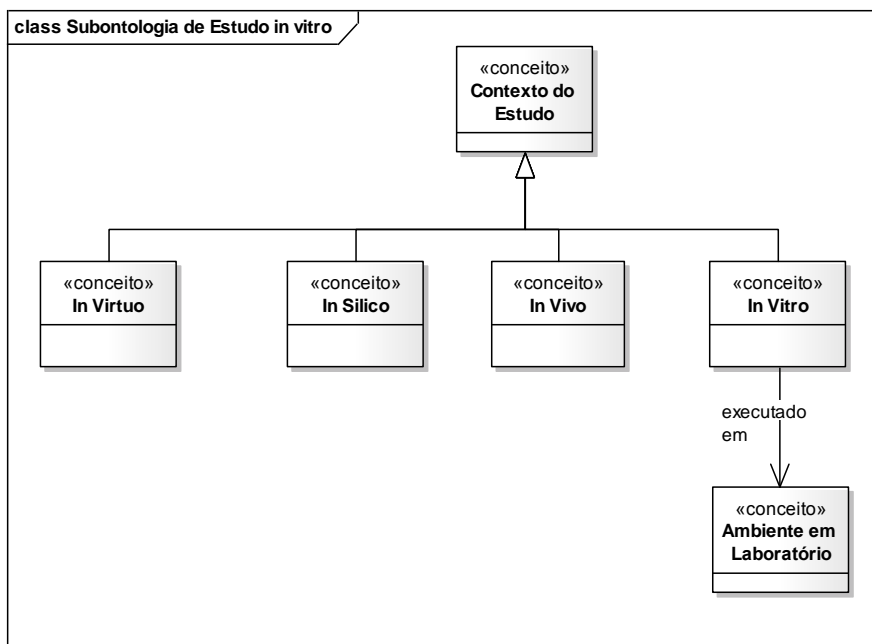 class Subontologia de Estudo in vitro
«conceito»
Contexto do
Estudo
«conceito»
In Virtuo
«conceito»
In Silico
«conceito»
In Vivo
«conceito»
In Vitro
executado
em
«conceito»
Ambiente em
Laboratório